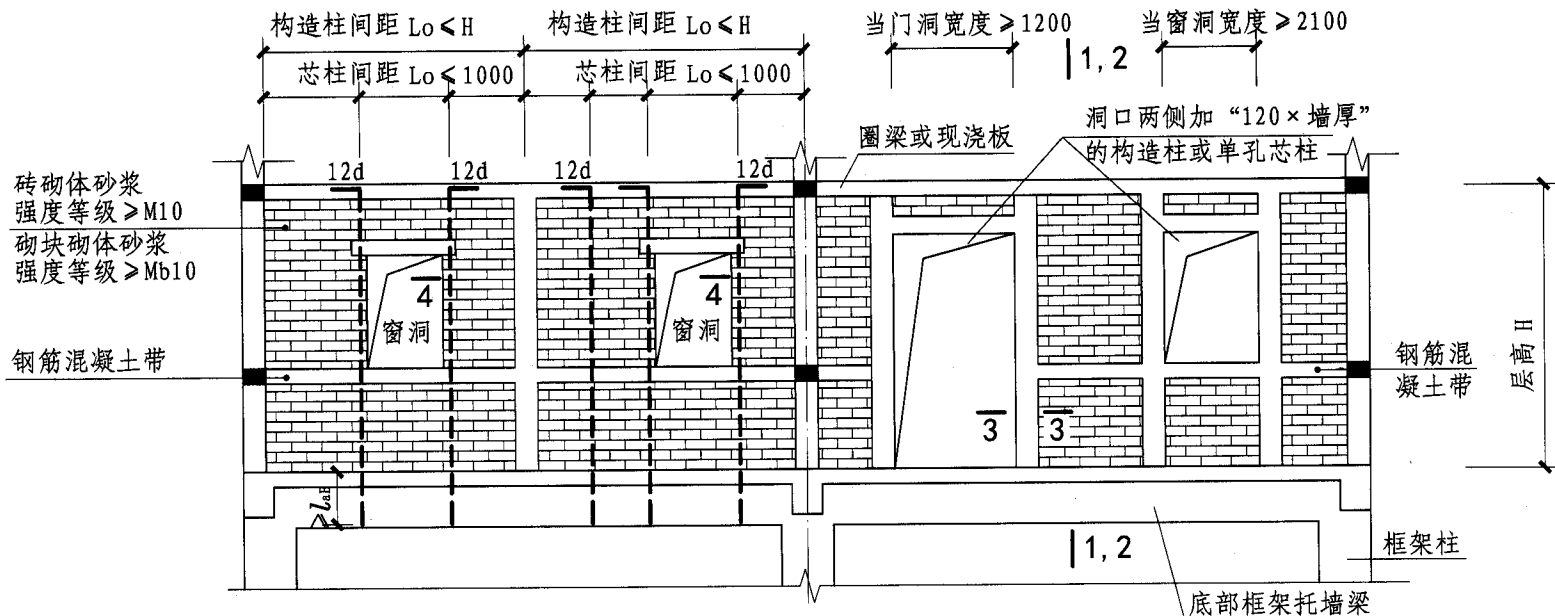 构造柱间距 Lo≤H
构造柱间距 Lo≤H
当门洞宽度≥1200
当窗洞宽度≥2100
芯柱间距 Lo≤1000
芯柱间距 Lo≤1000
1,2
洞口两侧加“120×墙厚”
的构造柱或单孔芯柱
圈梁或现浇板
12d
12d
12d
12d
砖砌体砂浆
强度等级≥M10
砌块砌体砂浆
强度等级≥Mb10
4
窗洞
4
窗洞
钢筋混凝土带
钢筋混
凝土带
层高 H
3
3
≥laE
1,2
框架柱
底部框架托墙梁